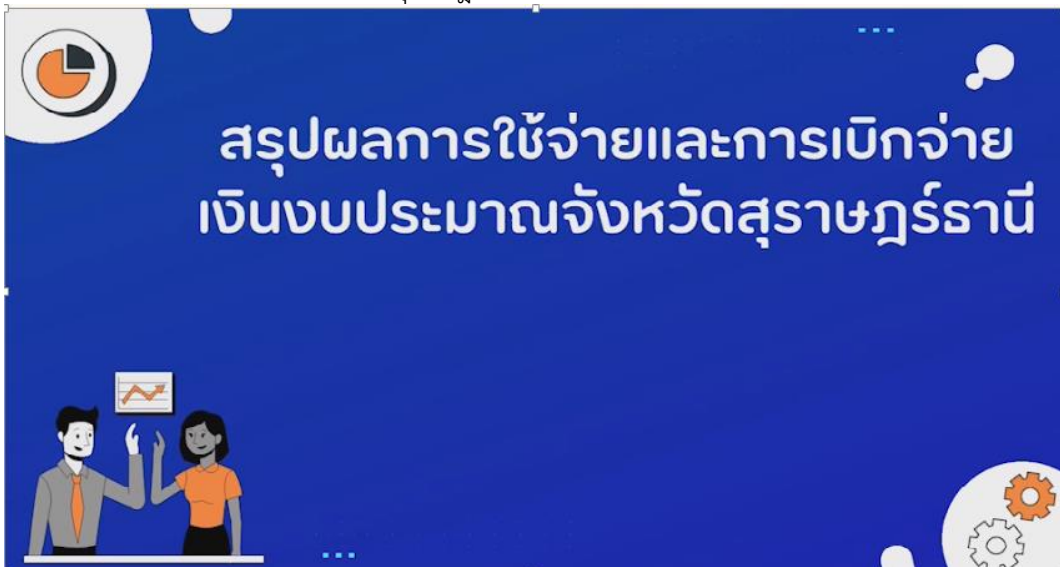 สรุปผลการใช้จ่ายและการเบิกจ่าย
เงินงบประมาณจังหวัดสุราษฎร์ธานี